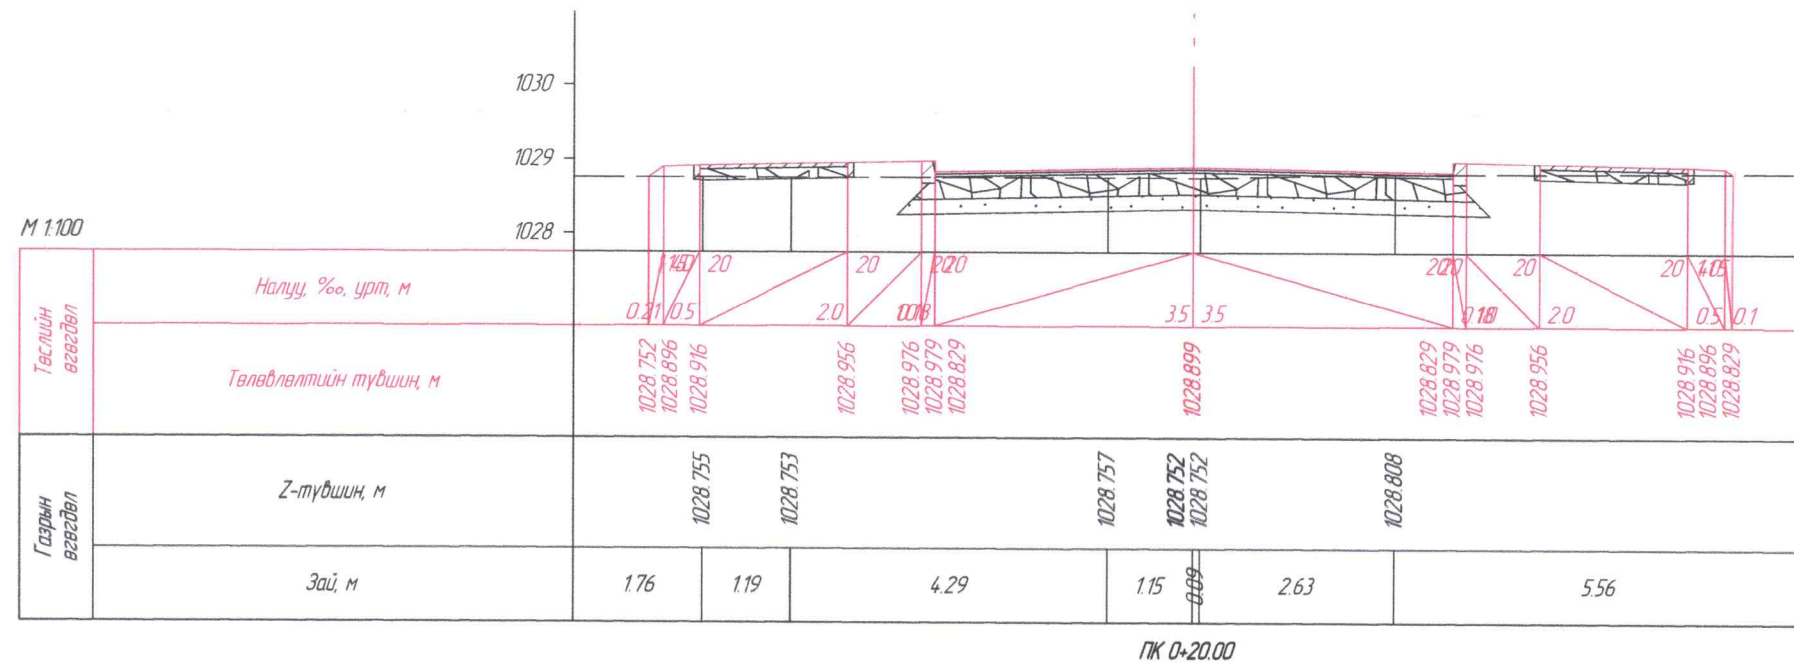 1030
1029
1028
М 1:100
Төслийн өгөгдөл
Налуу, ‰, урт, м
20 20 20 20 20
0.21 0.5 2.0 3.5 3.5 2.0 0.5 0.1
Төлөвлөлтийн түвшин, м
1028.752 1028.896 1028.916 1028.956 1028.976 1028.979 1028.829 1028.899 1028.829 1028.979 1028.976 1028.956 1028.916 1028.896 1028.829
Газрын өгөгдөл
Z-түвшин, м
1028.755 1028.753 1028.757 1028.752 1028.752 1028.808
Зай, м
1.76 1.19 4.29 1.15 0.09 2.63 5.56
ПК 0+20.00